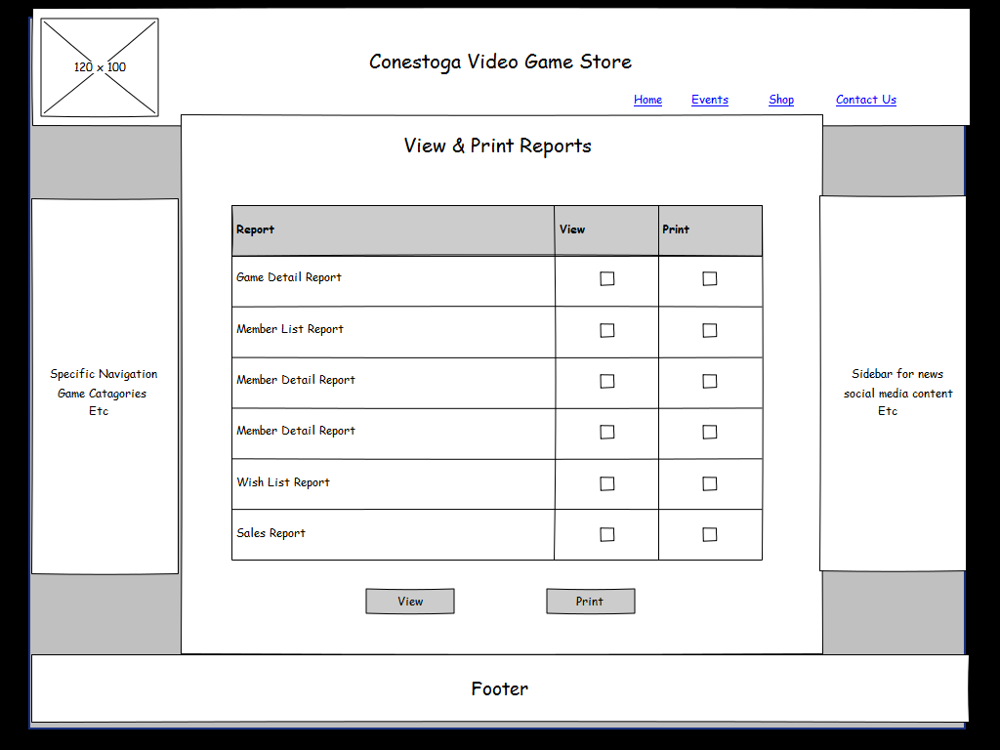 120 x 100
Conestoga Video Game Store
Home Events Shop Contact Us
View & Print Reports
Report View Print
Game Detail Report
Member List Report
Member Detail Report
Member Detail Report
Wish List Report
Sales Report
View Print
Specific Navigation
Game Catagories
Etc
Sidebar for news
social media content
Etc
Footer